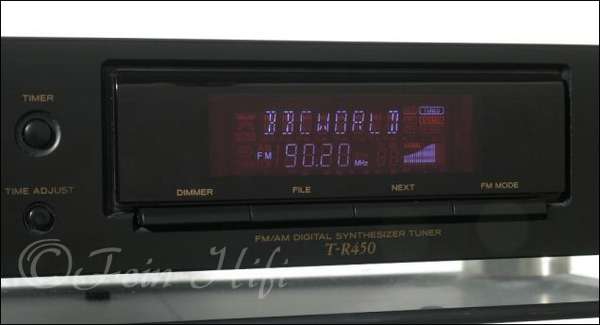 TIMER
BBCWORLD
TUNED
FM 90.20 MHz
TIME ADJUST
DIMMER FILE NEXT FM MODE
FM/AM DIGITAL SYNTHESIZER TUNER
T-R450
©Fein Hifi